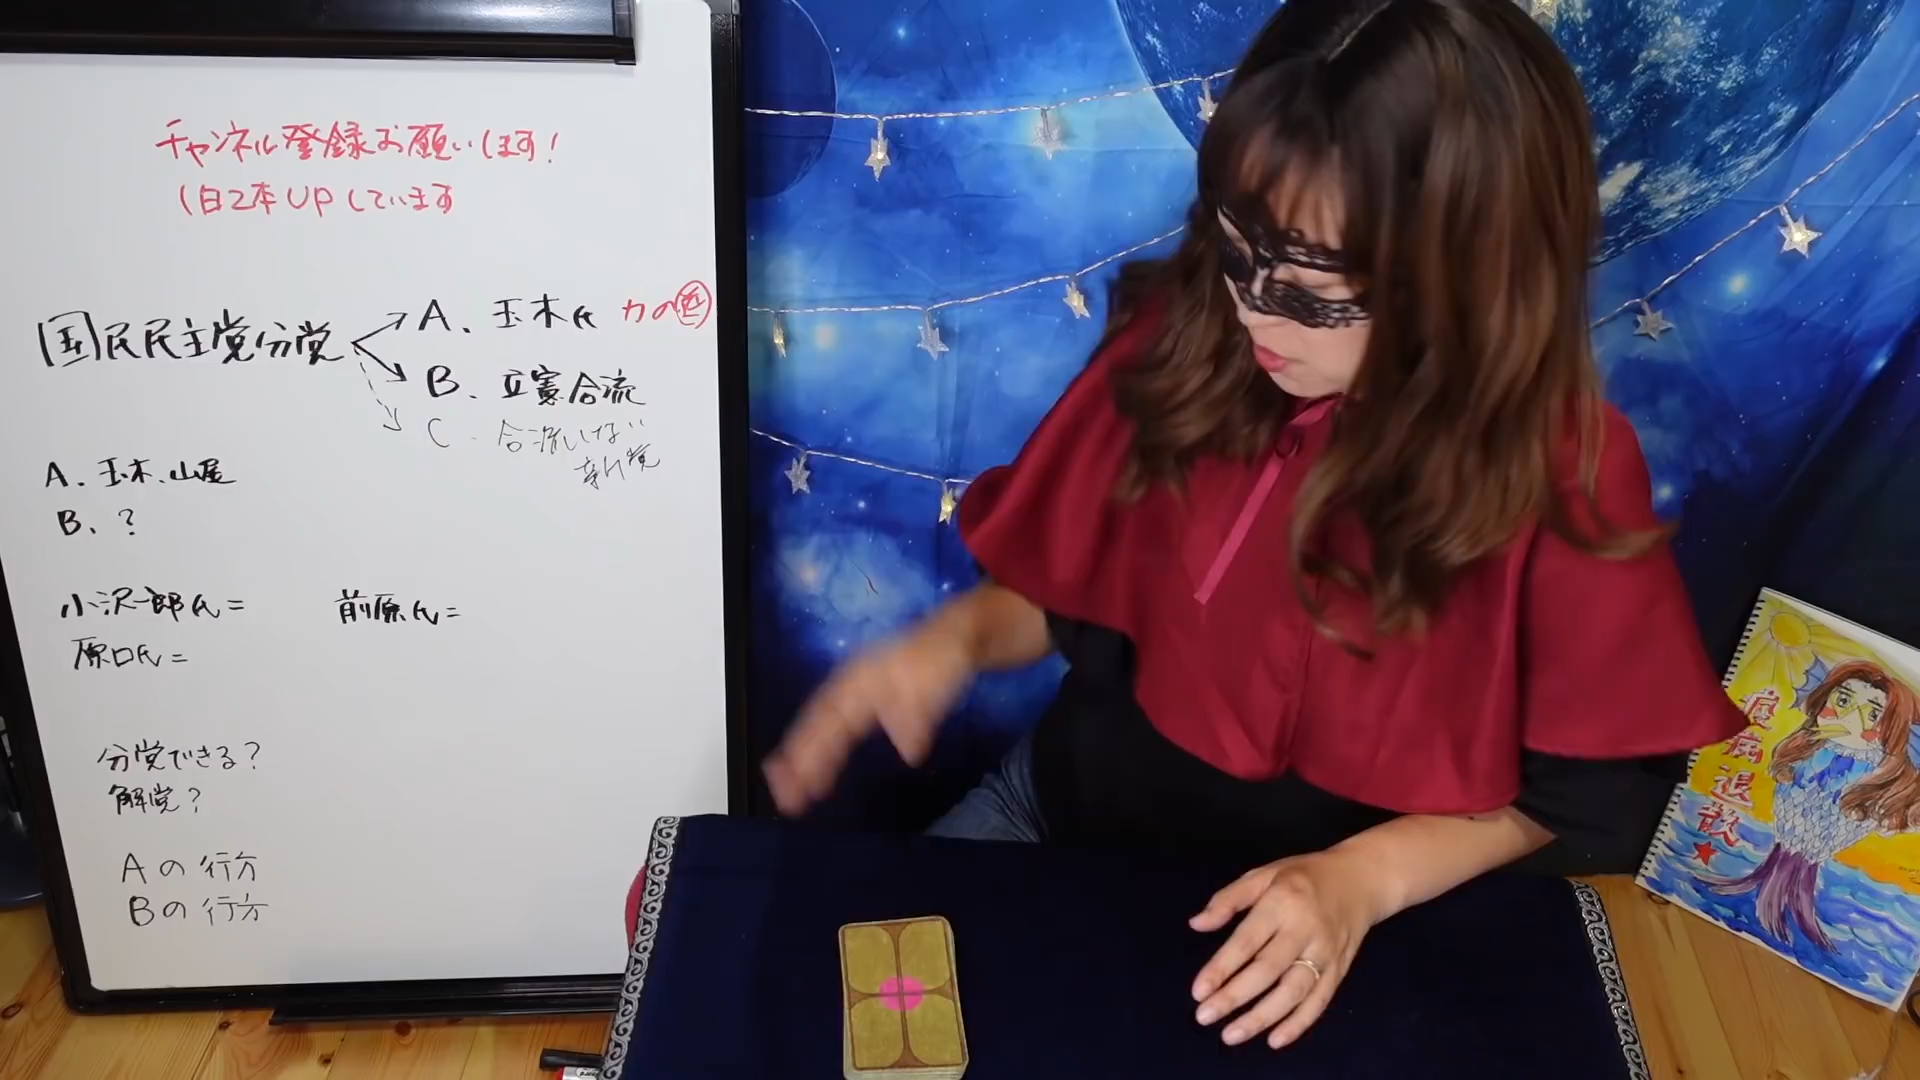 チャンネル登録お願いします!
1日2本UPしています
国民民主党分党
A、玉木氏 力の逆
B、立憲合流
C 合流しない
新党
A. 玉木、山尾
B、?
小沢一郎氏=
前原氏=
原口氏=
分党できる?
解党?
Aの行方
Bの行方
疫病退散★